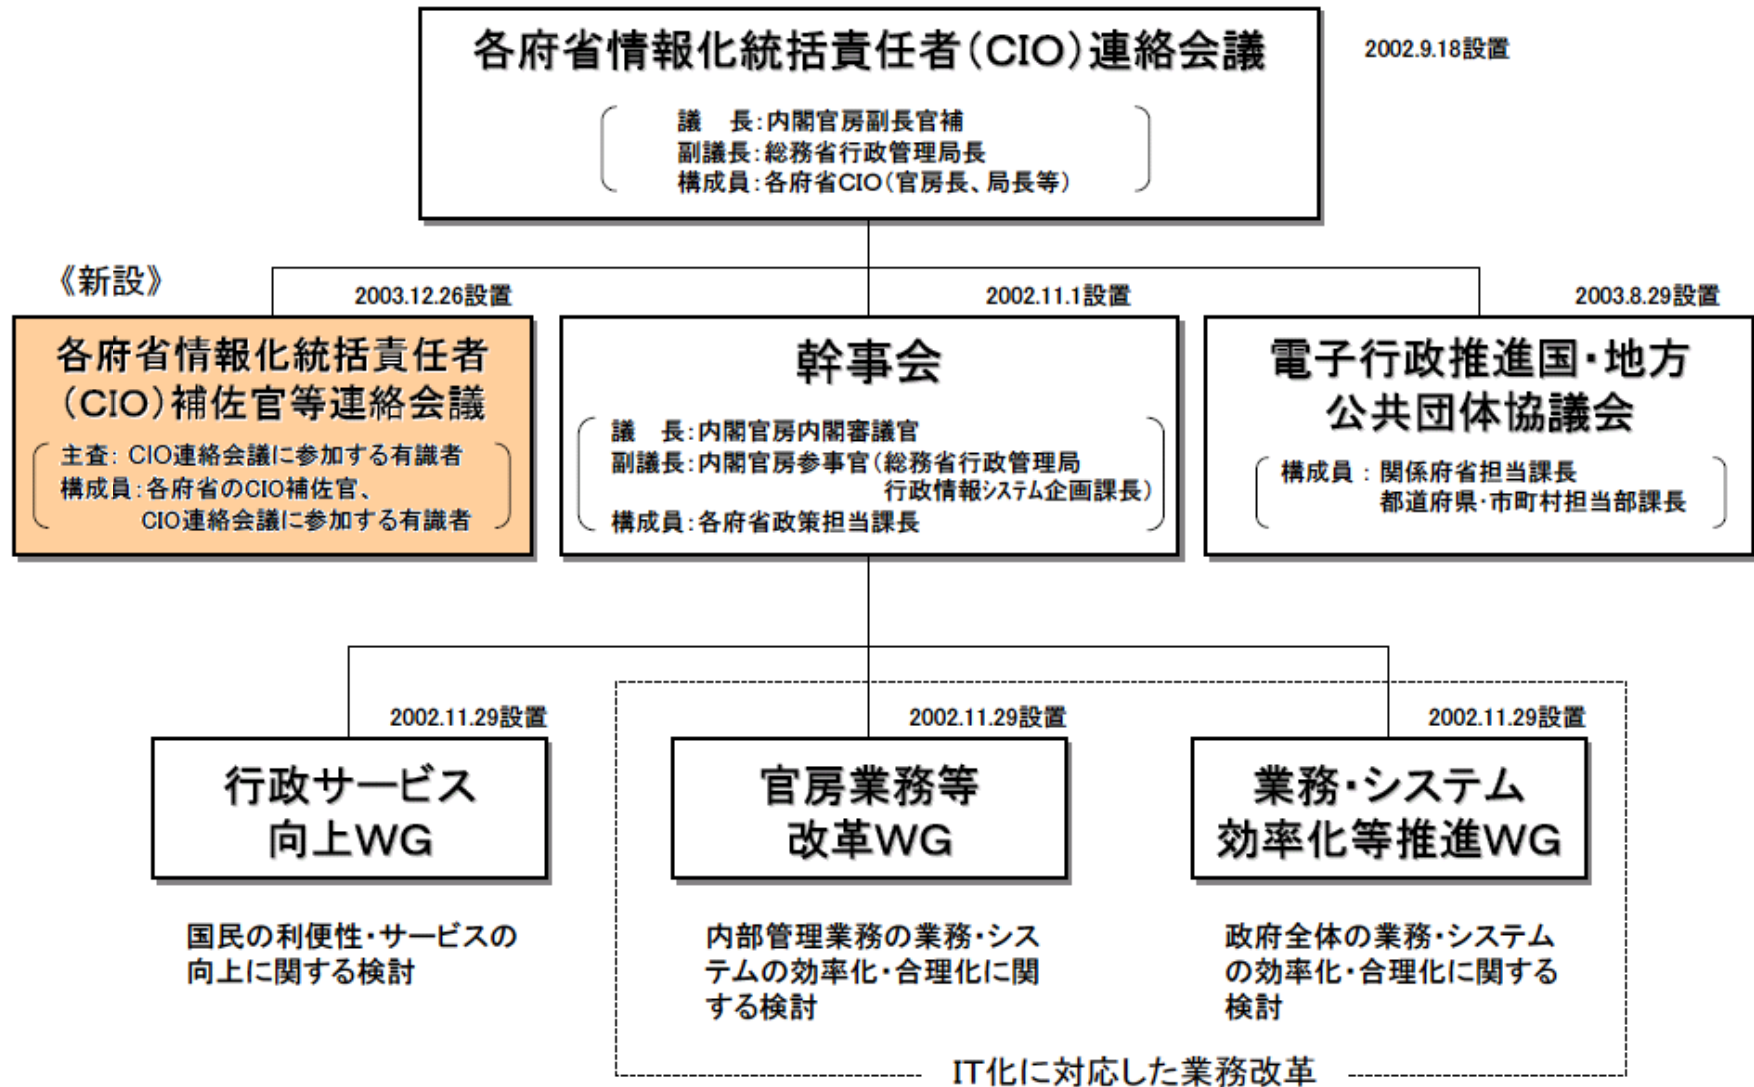 各府省情報化統括責任者(CIO)連絡会議
2002.9.18設置
議　長:内閣官房副長官補
副議長:総務省行政管理局長
構成員:各府省CIO(官房長、局長等)
《新設》
2003.12.26設置
各府省情報化統括責任者
(CIO)補佐官等連絡会議
主査: CIO連絡会議に参加する有識者
構成員:各府省のCIO補佐官、
CIO連絡会議に参加する有識者
2002.11.1設置
幹事会
議　長:内閣官房内閣審議官
副議長:内閣官房参事官(総務省行政管理局
行政情報システム企画課長)
構成員:各府省政策担当課長
2003.8.29設置
電子行政推進国・地方
公共団体協議会
構成員 : 関係府省担当課長
都道府県・市町村担当部課長
2002.11.29設置
行政サービス
向上WG
国民の利便性・サービスの
向上に関する検討
2002.11.29設置
官房業務等
改革WG
内部管理業務の業務・シス
テムの効率化・合理化に関
する検討
2002.11.29設置
業務・システム
効率化等推進WG
政府全体の業務・システム
の効率化・合理化に関する
検討
IT化に対応した業務改革